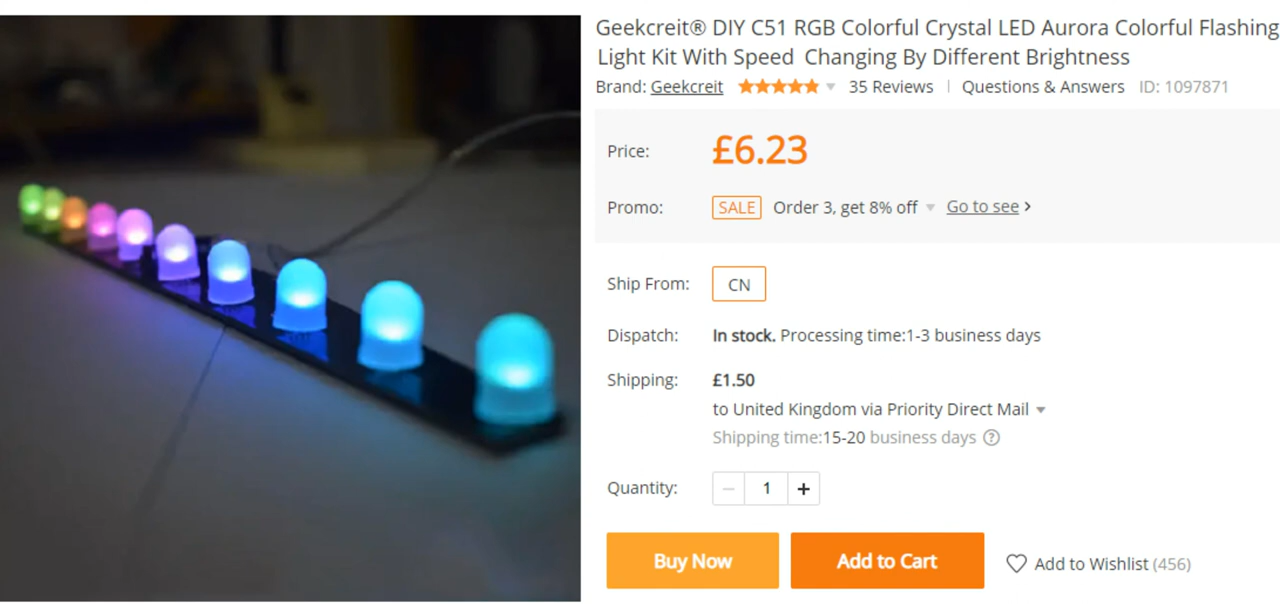 Geekcreit® DIY C51 RGB Colorful Crystal LED Aurora Colorful Flashing
Light Kit With Speed Changing By Different Brightness
Brand: Geekcreit 35 Reviews Questions & Answers ID: 1097871
Price: £6.23
Promo: SALE Order 3, get 8% off Go to see >
Ship From: CN
Dispatch: In stock. Processing time:1-3 business days
Shipping: £1.50
to United Kingdom via Priority Direct Mail
Shipping time:15-20 business days ?
Quantity: − 1 +
Buy Now Add to Cart Add to Wishlist (456)